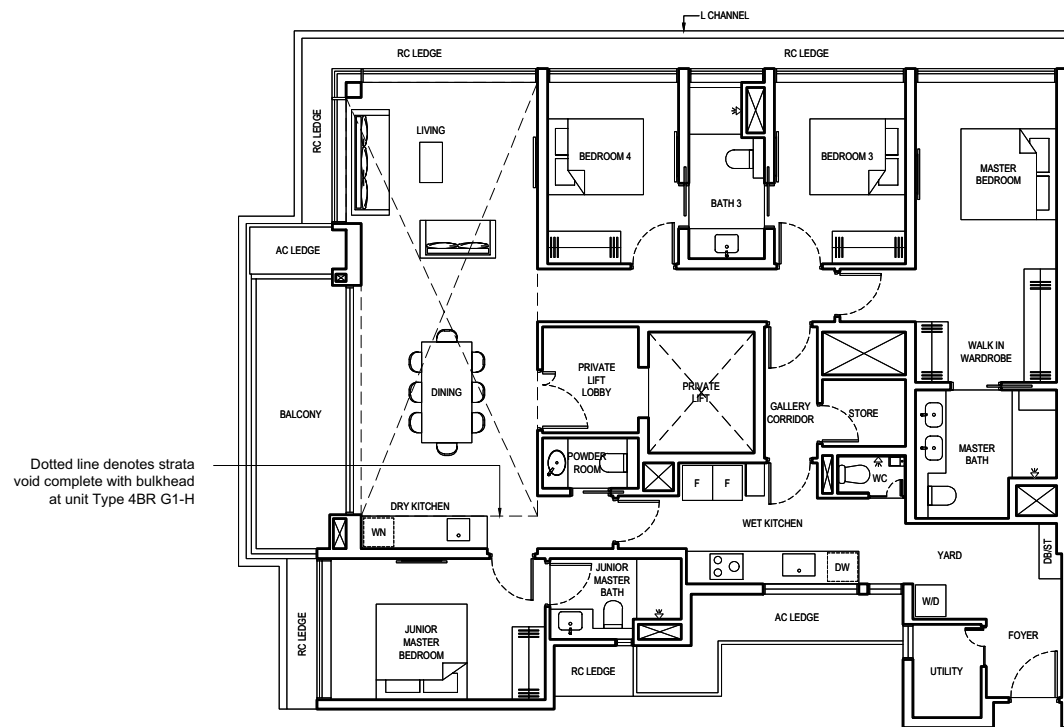 L CHANNEL
RC LEDGE
RC LEDGE
RC LEDGE
LIVING
BEDROOM 4
BEDROOM 3
MASTER
BEDROOM
BATH 3
AC LEDGE
WALK IN
WARDROBE
PRIVATE
LIFT
LOBBY
PRIVATE
LIFT
GALLERY
CORRIDOR
STORE
DINING
BALCONY
MASTER
BATH
POWDER
ROOM
WC
F
F
Dotted line denotes strata
void complete with bulkhead
at unit Type 4BR G1-H
DRY KITCHEN
WN
WET KITCHEN
YARD
DB/ST
DW
JUNIOR
MASTER
BATH
W/D
AC LEDGE
FOYER
RC LEDGE
JUNIOR
MASTER
BEDROOM
RC LEDGE
UTILITY